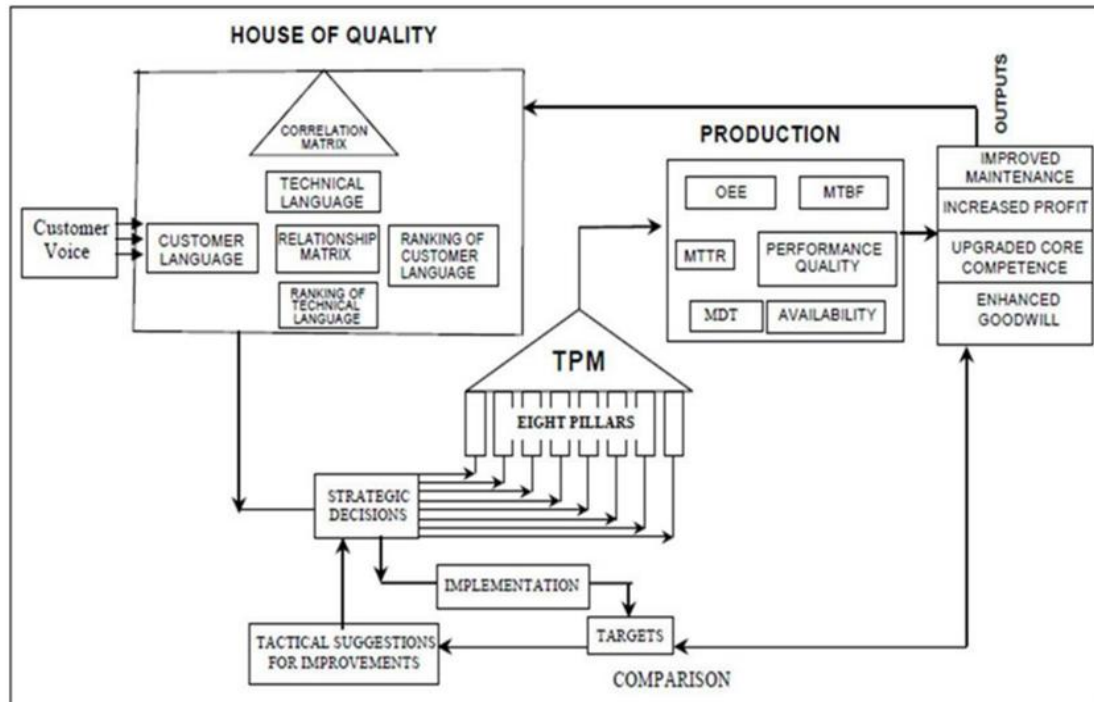 HOUSE OF QUALITY
CORRELATION
MATRIX
TECHNICAL
LANGUAGE
Customer
Voice
CUSTOMER
LANGUAGE
RELATIONSHIP
MATRIX
RANKING OF
CUSTOMER
LANGUAGE
RANKING OF
TECHNICAL
LANGUAGE
PRODUCTION
OEE
MTBF
MTTR
PERFORMANCE
QUALITY
MDT
AVAILABILITY
OUTPUTS
IMPROVED
MAINTENANCE
INCREASED PROFIT
UPGRADED CORE
COMPETENCE
ENHANCED
GOODWILL
TPM
EIGHT PILLARS
STRATEGIC
DECISIONS
IMPLEMENTATION
TARGETS
TACTICAL SUGGESTIONS
FOR IMPROVEMENTS
COMPARISON